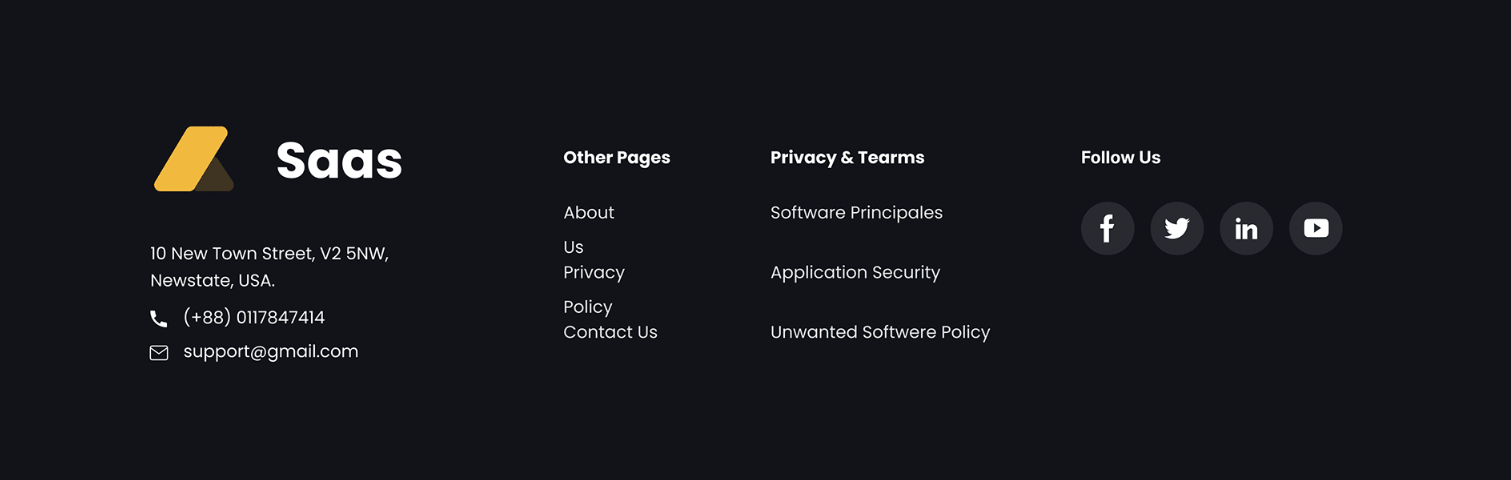 Saas
10 New Town Street, V2 5NW,
Newstate, USA.
(+88) 0117847414
support@gmail.com
Other Pages
About
Us
Privacy
Policy
Contact Us
Privacy & Tearms
Software Principales
Application Security
Unwanted Softwere Policy
Follow Us